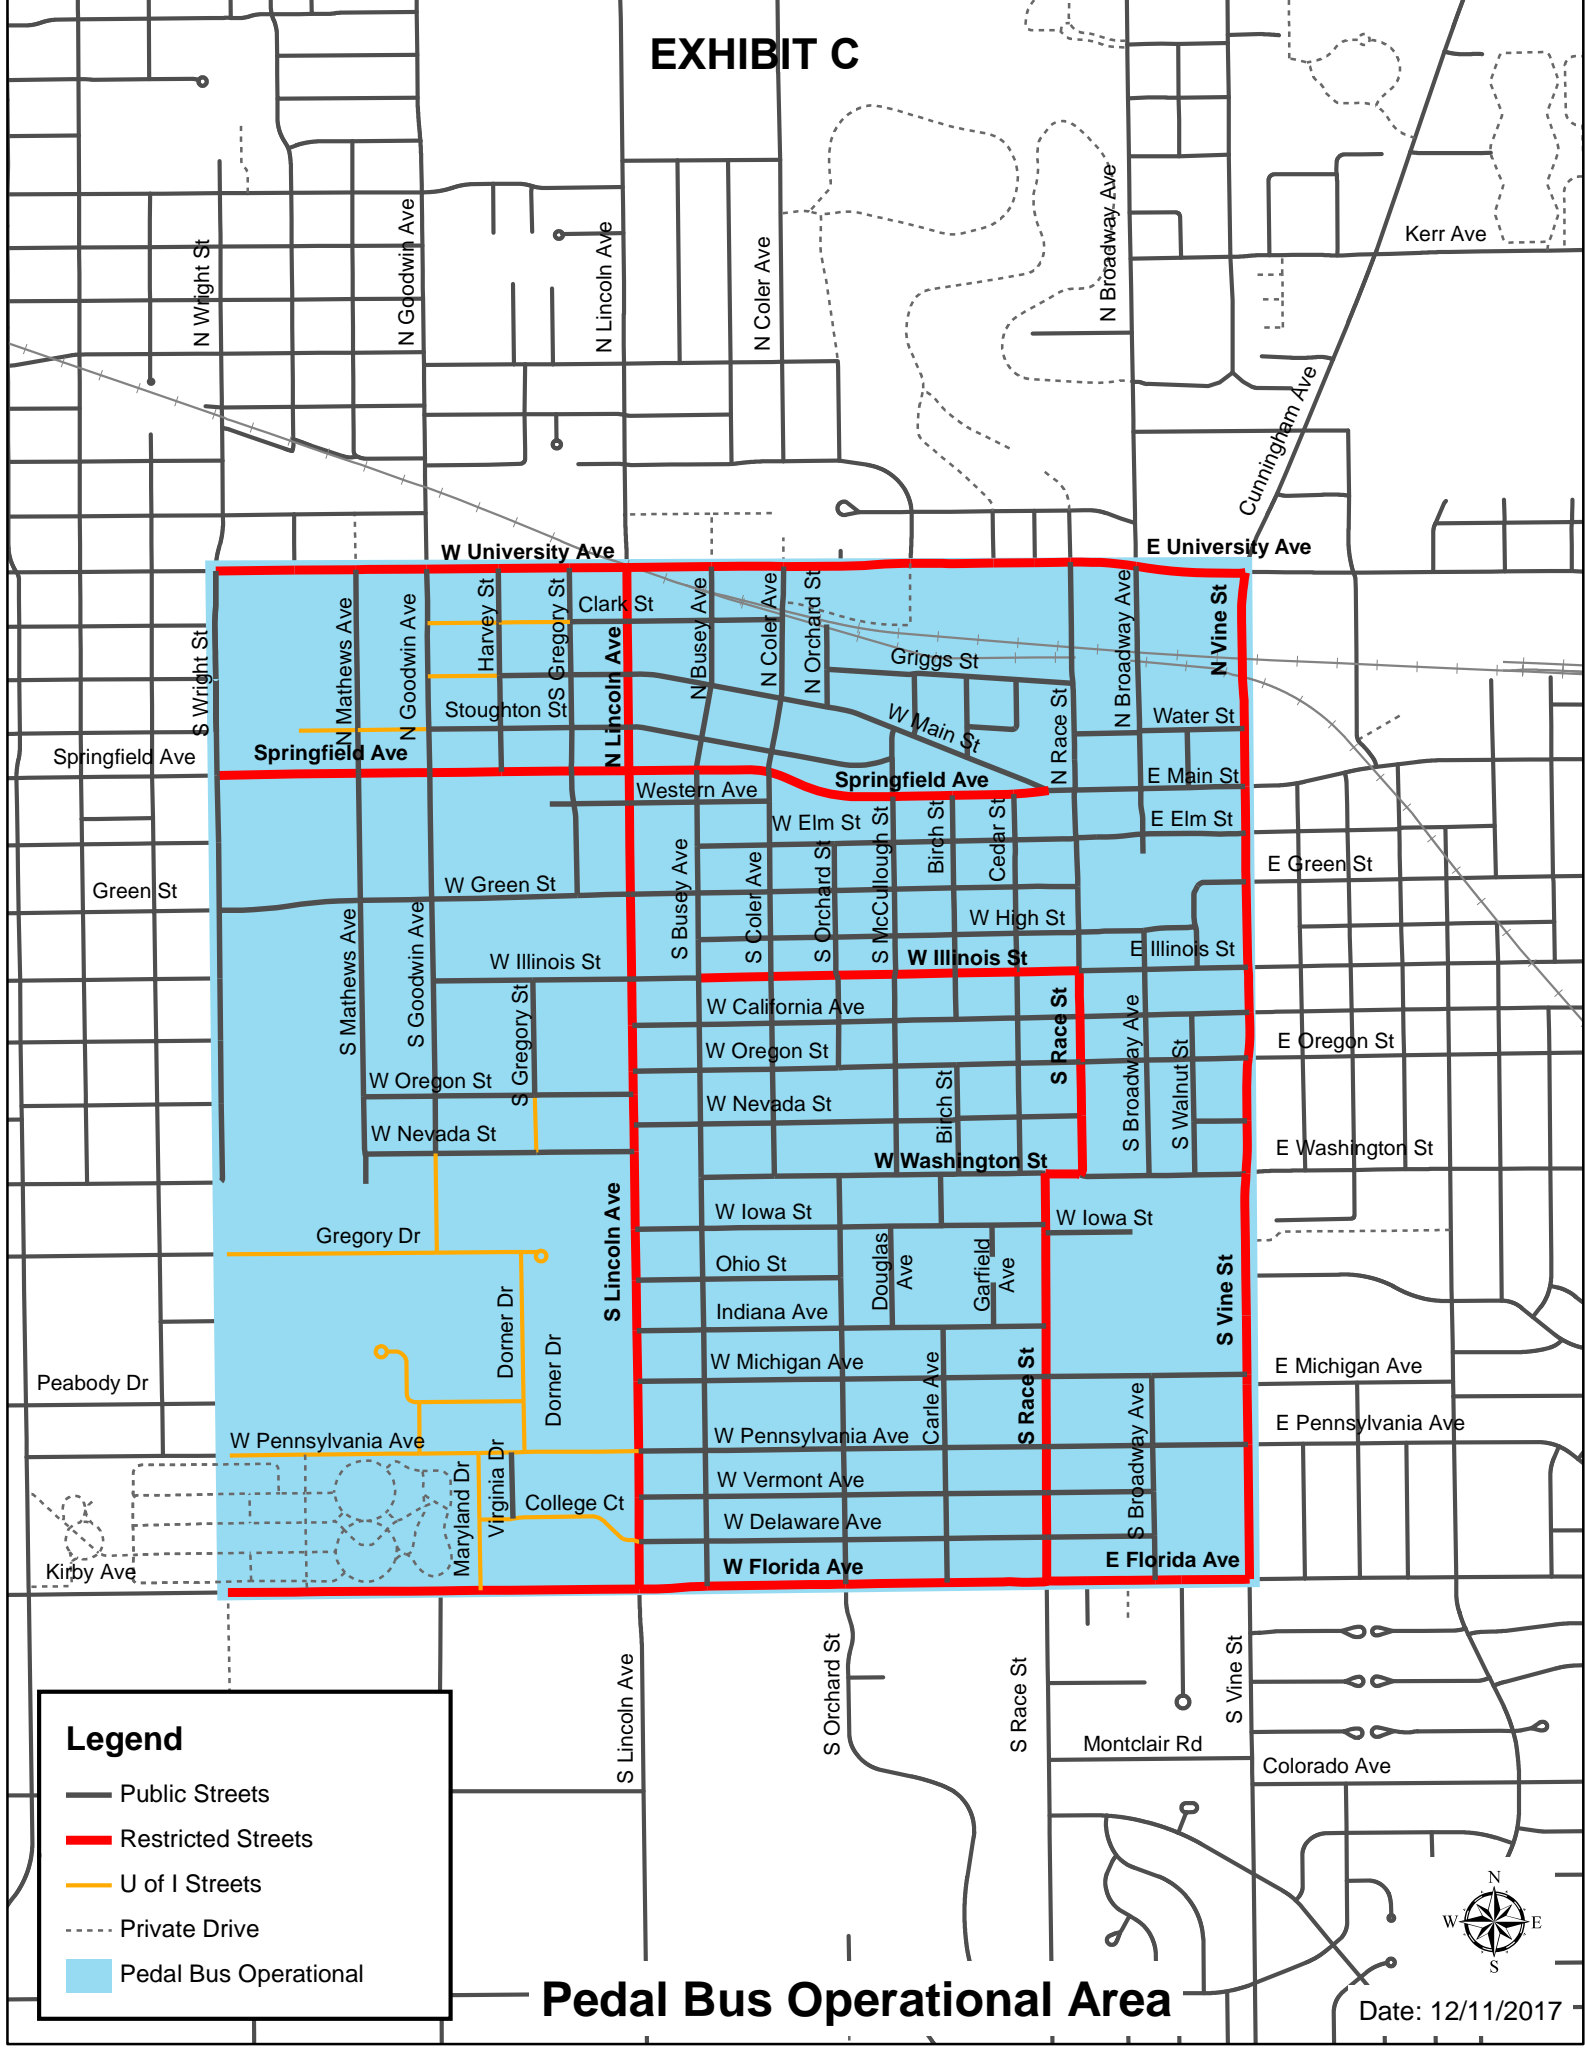 EXHIBIT C
N Wright St
N Goodwin Ave
N Lincoln Ave
N Coler Ave
N Broadway Ave
Kerr Ave
Cunningham Ave
W University Ave
E University Ave
S Wright St
N Mathews Ave
N Goodwin Ave
Harvey St
S Gregory St
Clark St
N Lincoln Ave
N Busey Ave
N Coler Ave
N Orchard St
Griggs St
N Race St
N Broadway Ave
N Vine St
Stoughton St
W Main St
Water St
Springfield Ave
Springfield Ave
Springfield Ave
E Main St
Western Ave
W Elm St
E Elm St
S Busey Ave
S Coler Ave
S Orchard St
S McCullough St
Birch St
Cedar St
Green St
W Green St
E Green St
W High St
S Mathews Ave
S Goodwin Ave
W Illinois St
W Illinois St
E Illinois St
S Gregory St
W California Ave
S Race St
S Broadway Ave
S Walnut St
W Oregon St
E Oregon St
W Oregon St
W Nevada St
Birch St
W Nevada St
W Washington St
E Washington St
S Lincoln Ave
W Iowa St
W Iowa St
Gregory Dr
Ohio St
Douglas
Ave
Garfield
Ave
S Vine St
Dorner Dr
Dorner Dr
Indiana Ave
W Michigan Ave
E Michigan Ave
Peabody Dr
Carle Ave
S Race St
S Broadway Ave
W Pennsylvania Ave
W Pennsylvania Ave
E Pennsylvania Ave
Maryland Dr
Virginia Dr
W Vermont Ave
College Ct
W Delaware Ave
Kirby Ave
W Florida Ave
E Florida Ave
S Lincoln Ave
S Orchard St
S Race St
S Vine St
Montclair Rd
Colorado Ave
Legend
Public Streets
Restricted Streets
U of I Streets
Private Drive
Pedal Bus Operational
N
W
E
S
Pedal Bus Operational Area
Date: 12/11/2017